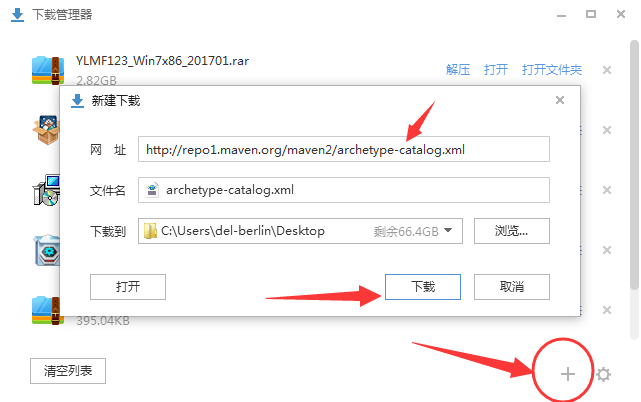 下载管理器
YLMF123_Win7x86_201701.rar
2.82GB
解压 打开 打开文件夹
新建下载
网 址 http://repo1.maven.org/maven2/archetype-catalog.xml
文件名 archetype-catalog.xml
下载到 C:\Users\del-berlin\Desktop 剩余66.4GB 浏览...
打开 下载 取消
395.04KB
清空列表